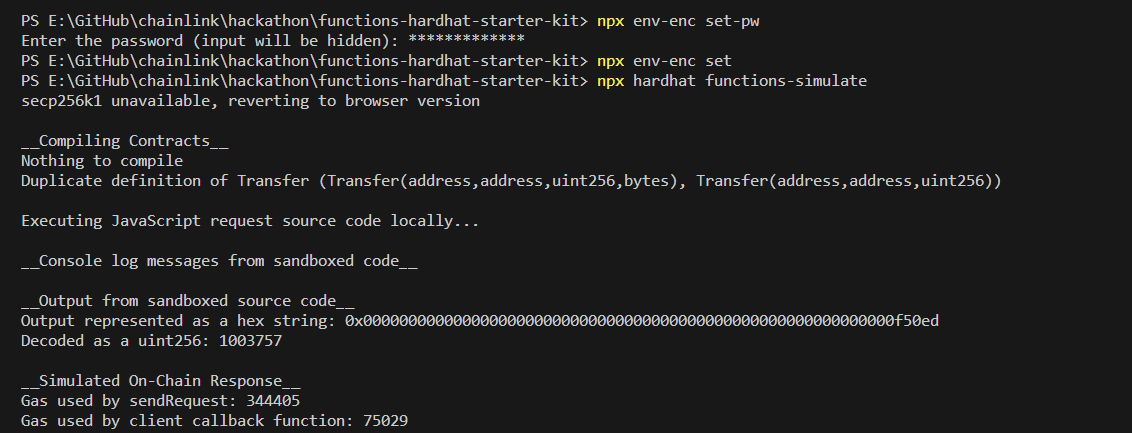 PS E:\GitHub\chainlink\hackathon\functions-hardhat-starter-kit> npx env-enc set-pw
Enter the password (input will be hidden): *************
PS E:\GitHub\chainlink\hackathon\functions-hardhat-starter-kit> npx env-enc set
PS E:\GitHub\chainlink\hackathon\functions-hardhat-starter-kit> npx hardhat functions-simulate
secp256k1 unavailable, reverting to browser version
__Compiling Contracts__
Nothing to compile
Duplicate definition of Transfer (Transfer(address,address,uint256,bytes), Transfer(address,address,uint256))
Executing JavaScript request source code locally...
__Console log messages from sandboxed code__
__Output from sandboxed source code__
Output represented as a hex string: 0x00000000000000000000000000000000000000000000000000000000000f50ed
Decoded as a uint256: 1003757
__Simulated On-Chain Response__
Gas used by sendRequest: 344405
Gas used by client callback function: 75029